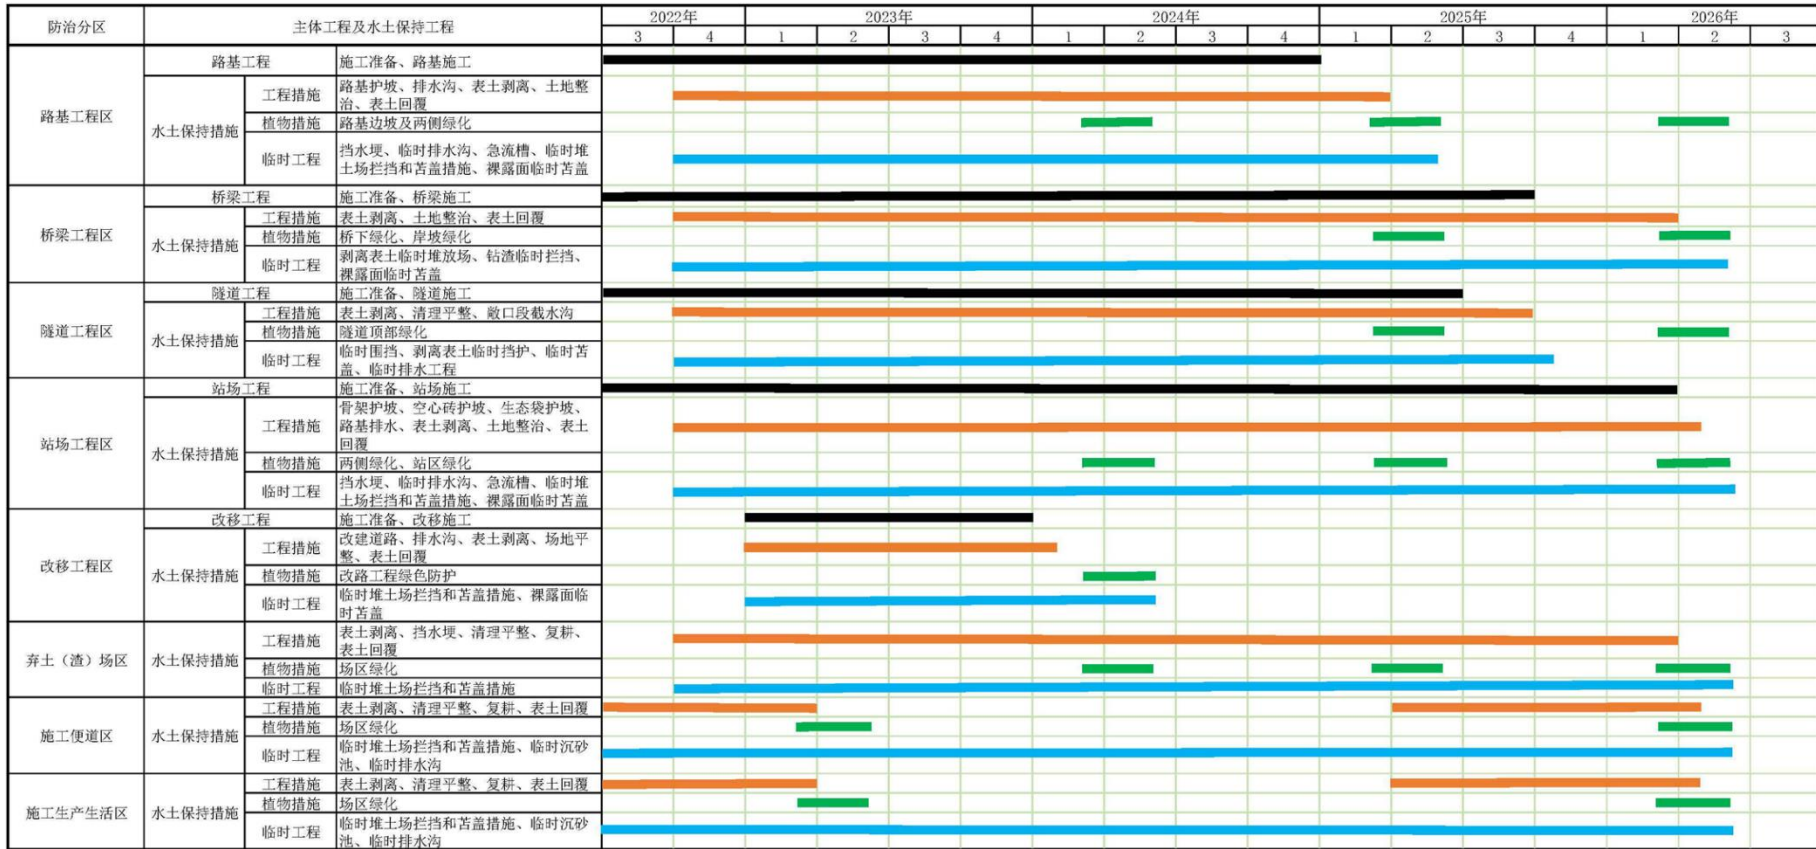 防治分区 主体工程及水土保持工程 2022年 2023年 2024年 2025年 2026年
3 4 1 2 3 4 1 2 3 4 1 2 3 4 1 2 3
路基工程区
路基工程 施工准备、路基施工
水土保持措施
工程措施 路基护坡、排水沟、表土剥离、土地整
治、表土回覆
植物措施 路基边坡及两侧绿化
临时工程 挡水埂、临时排水沟、急流槽、临时堆
土场拦挡和苫盖措施、裸露面临时苫盖
桥梁工程区
桥梁工程 施工准备、桥梁施工
水土保持措施
工程措施 表土剥离、土地整治、表土回覆
植物措施 桥下绿化、岸坡绿化
临时工程 剥离表土临时堆放场、钻渣临时拦挡、
裸露面临时苫盖
隧道工程区
隧道工程 施工准备、隧道施工
水土保持措施
工程措施 表土剥离、清理平整、敞口段截水沟
植物措施 隧道顶部绿化
临时工程 临时围挡、剥离表土临时挡护、临时苫
盖、临时排水工程
站场工程区
站场工程 施工准备、站场施工
水土保持措施
工程措施 骨架护坡、空心砖护坡、生态袋护坡、
路基排水、表土剥离、土地整治、表土
回覆
植物措施 两侧绿化、站区绿化
临时工程 挡水埂、临时排水沟、急流槽、临时堆
土场拦挡和苫盖措施、裸露面临时苫盖
改移工程区
改移工程 施工准备、改移施工
水土保持措施
工程措施 改建道路、排水沟、表土剥离、场地平
整、表土回覆
植物措施 改路工程绿色防护
临时工程 临时堆土场拦挡和苫盖措施、裸露面临
时苫盖
弃土（渣）场区
水土保持措施
工程措施 表土剥离、挡水埂、清理平整、复耕、
表土回覆
植物措施 场区绿化
临时工程 临时堆土场拦挡和苫盖措施
施工便道区
水土保持措施
工程措施 表土剥离、清理平整、复耕、表土回覆
植物措施 场区绿化
临时工程 临时堆土场拦挡和苫盖措施、临时沉砂
池、临时排水沟
施工生产生活区
水土保持措施
工程措施 表土剥离、清理平整、复耕、表土回覆
植物措施 场区绿化
临时工程 临时堆土场拦挡和苫盖措施、临时沉砂
池、临时排水沟